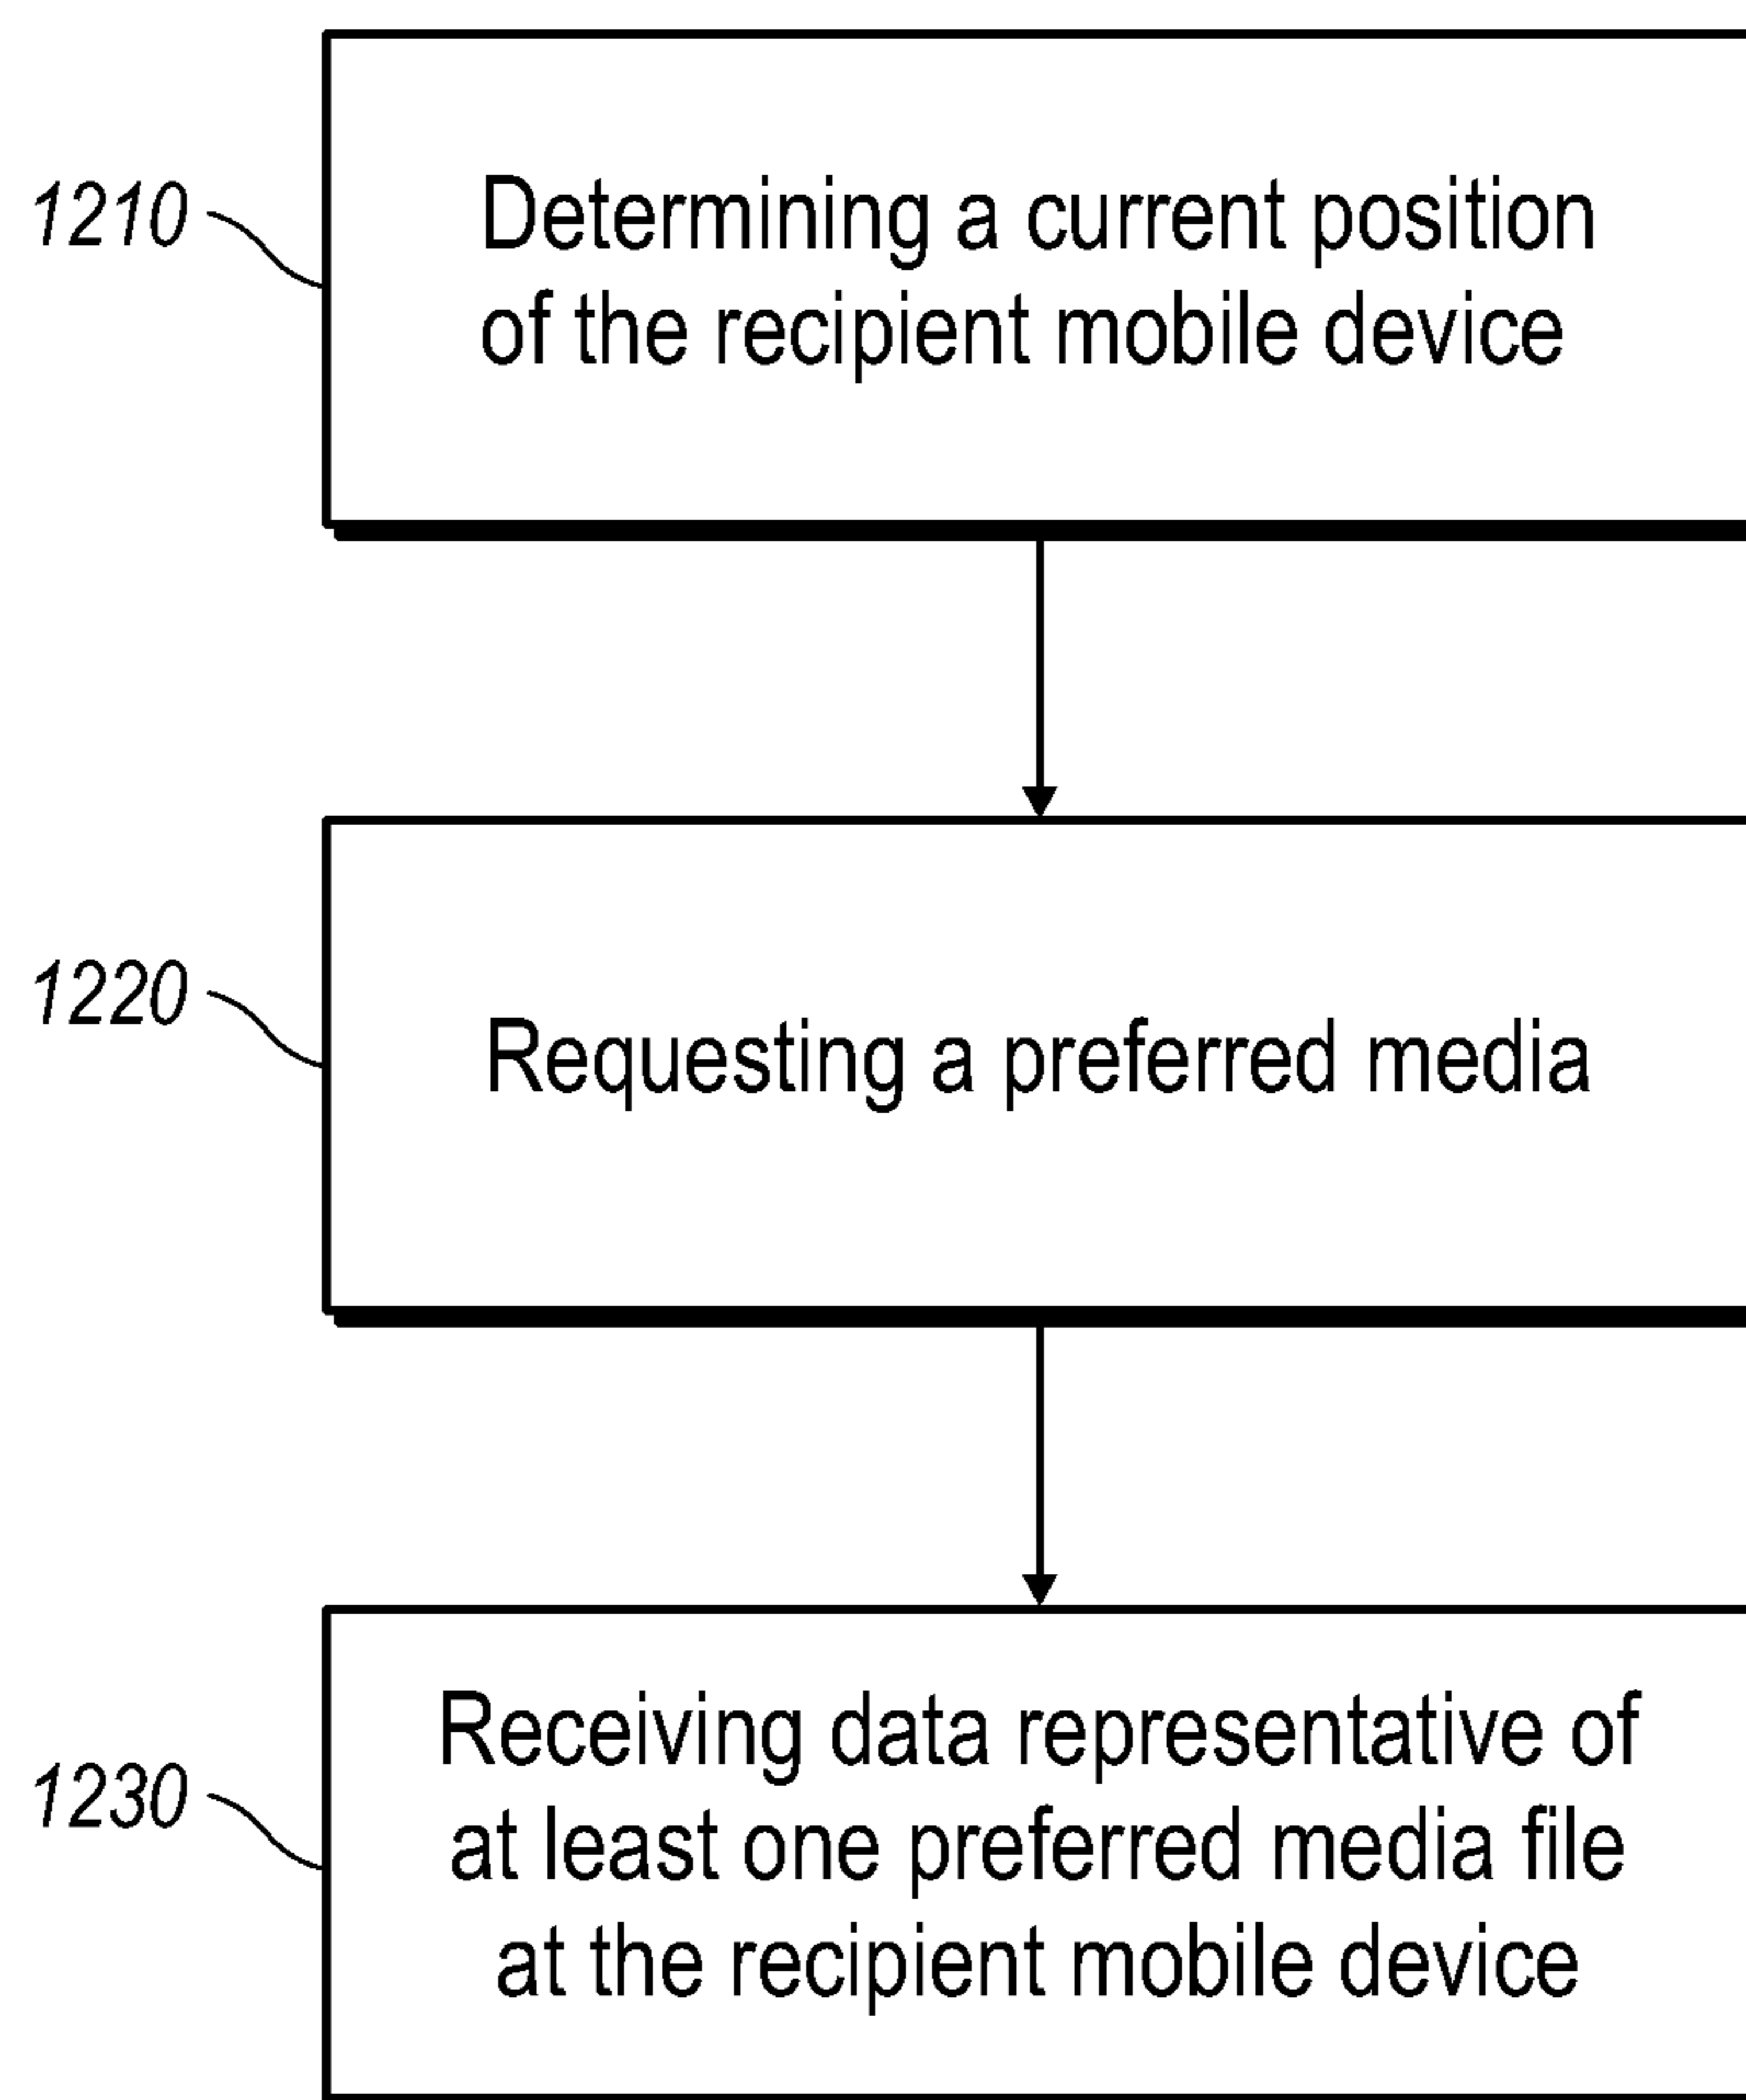 1210
Determining a current position
of the recipient mobile device
1220
Requesting a preferred media
1230
Receiving data representative of
at least one preferred media file
at the recipient mobile device